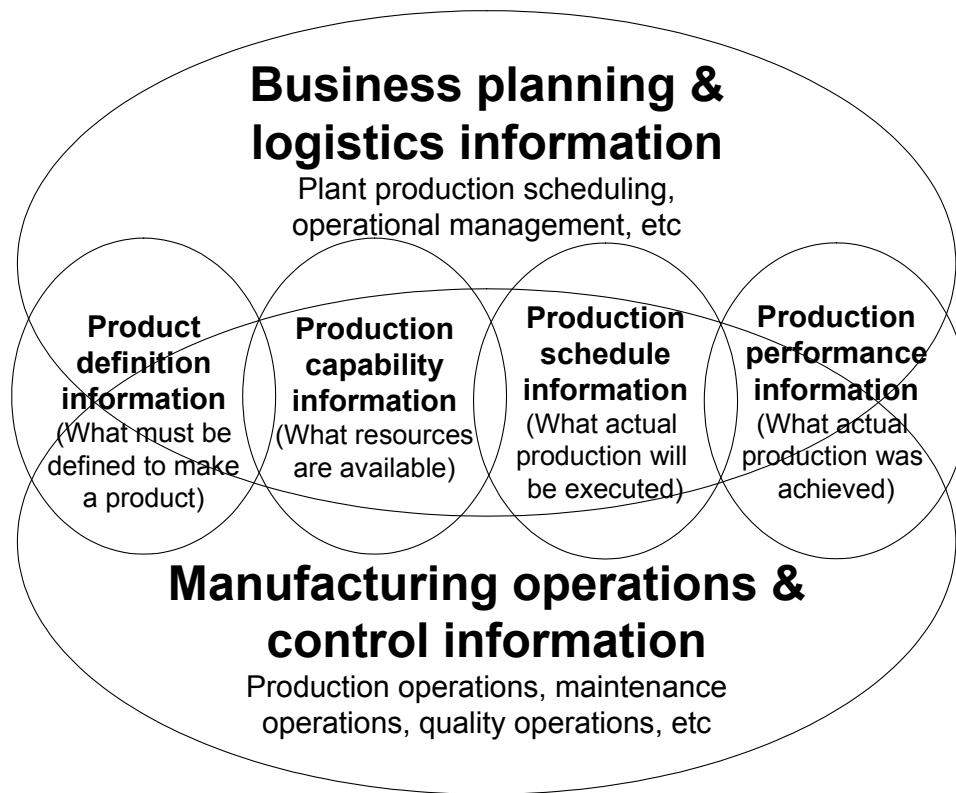 Business planning &
logistics information
Plant production scheduling,
operational management, etc
Product
definition
information
(What must be
defined to make
a product)
Production
capability
information
(What resources
are available)
Production
schedule
information
(What actual
production will
be executed)
Production
performance
information
(What actual
production was
achieved)
Manufacturing operations &
control information
Production operations, maintenance
operations, quality operations, etc